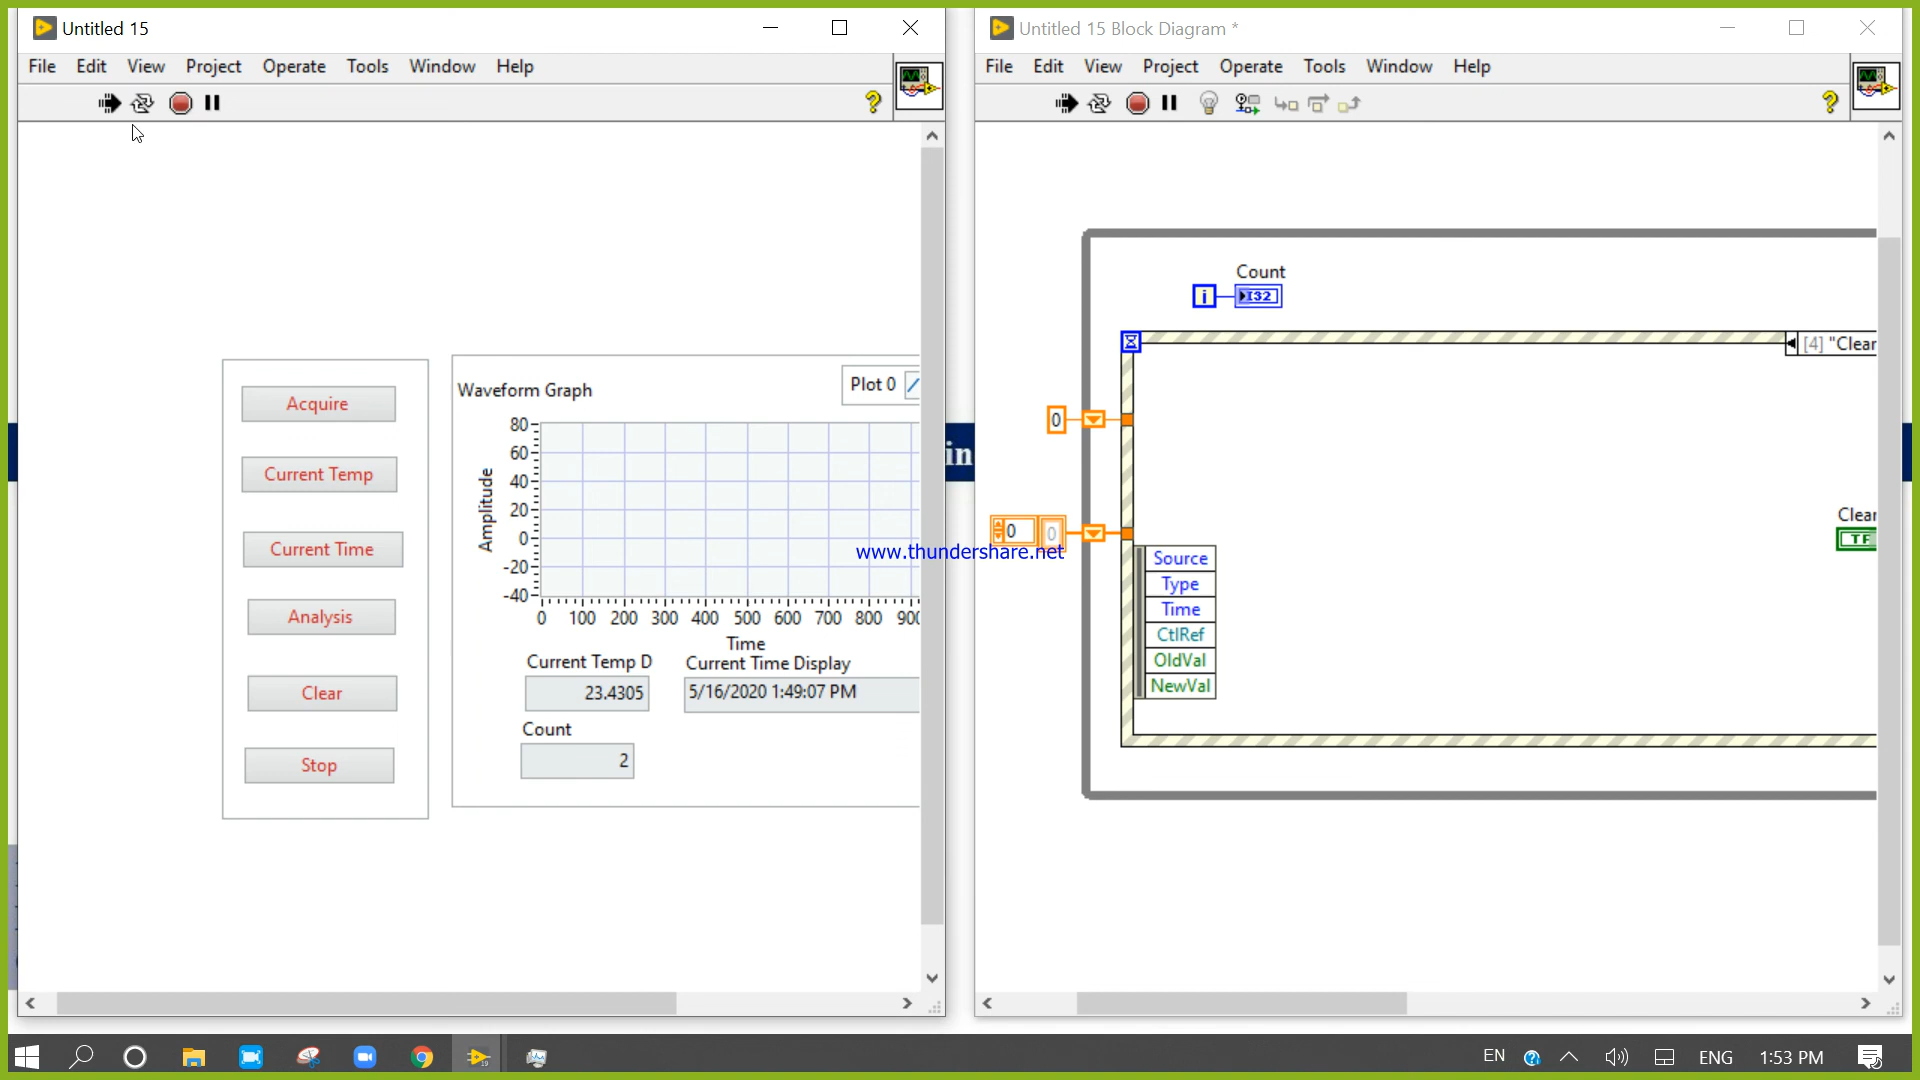 Untitled 15
File Edit View Project Operate Tools Window Help
Acquire
Current Temp
Current Time
Analysis
Clear
Stop
Waveform Graph
Plot 0
80
60
40
20
0
-20
-40
Amplitude
0 100 200 300 400 500 600 700 800 900
Time
Current Temp D
23.4305
Current Time Display
5/16/2020 1:49:07 PM
Count
2
in
www.thundershare.net
Untitled 15 Block Diagram *
File Edit View Project Operate Tools Window Help
Count
i
I32
[4] "Clear
0
0 0
Clear
TF
Source
Type
Time
CtlRef
OldVal
NewVal
EN
ENG
1:53 PM